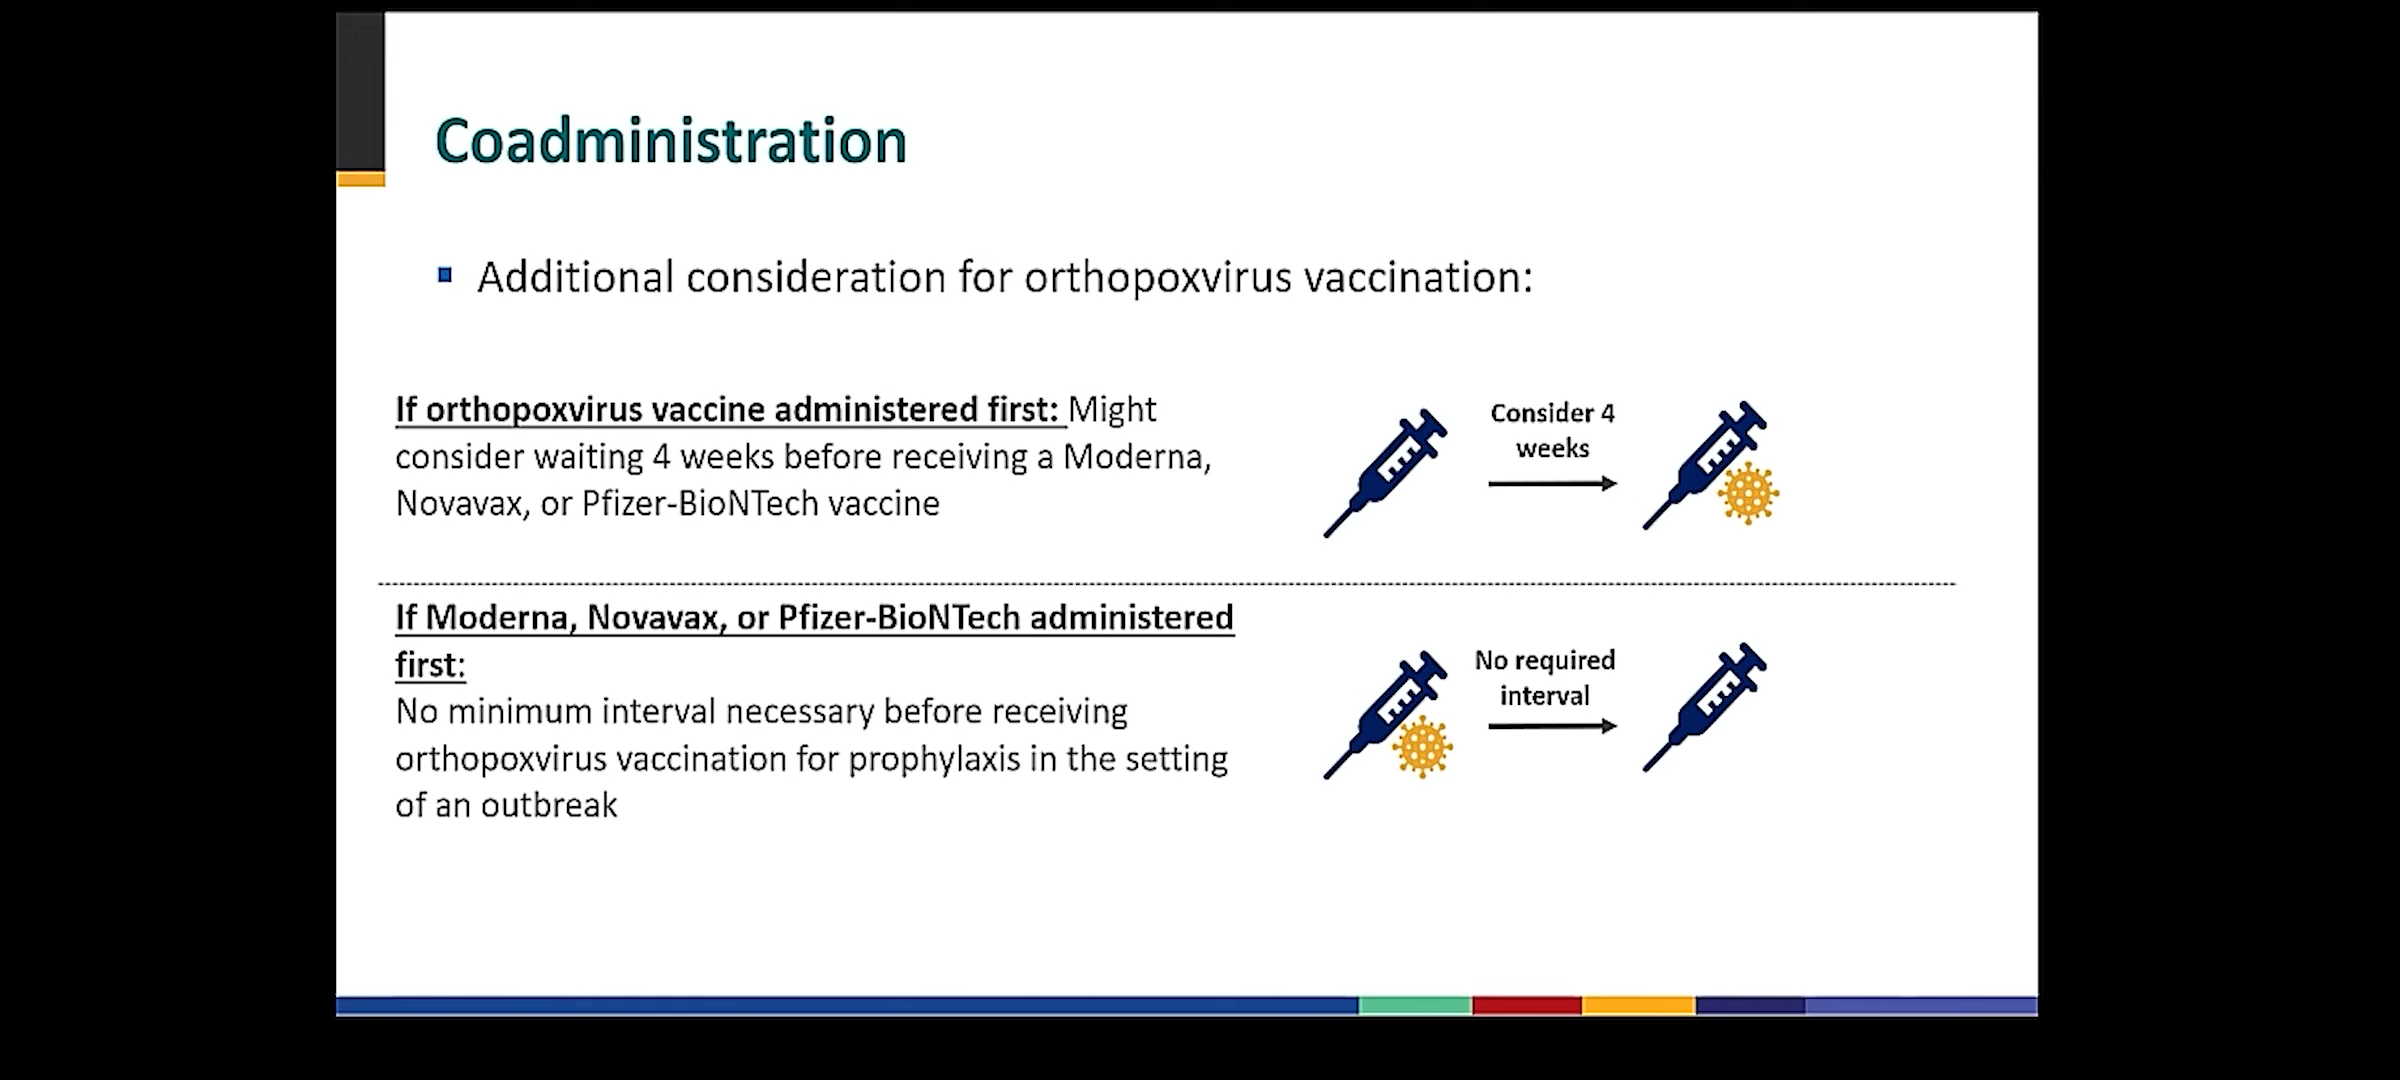 Coadministration
Additional consideration for orthopoxvirus vaccination:
If orthopoxvirus vaccine administered first: Might
consider waiting 4 weeks before receiving a Moderna,
Novavax, or Pfizer-BioNTech vaccine
Consider 4
weeks
If Moderna, Novavax, or Pfizer-BioNTech administered
first:
No minimum interval necessary before receiving
orthopoxvirus vaccination for prophylaxis in the setting
of an outbreak
No required
interval